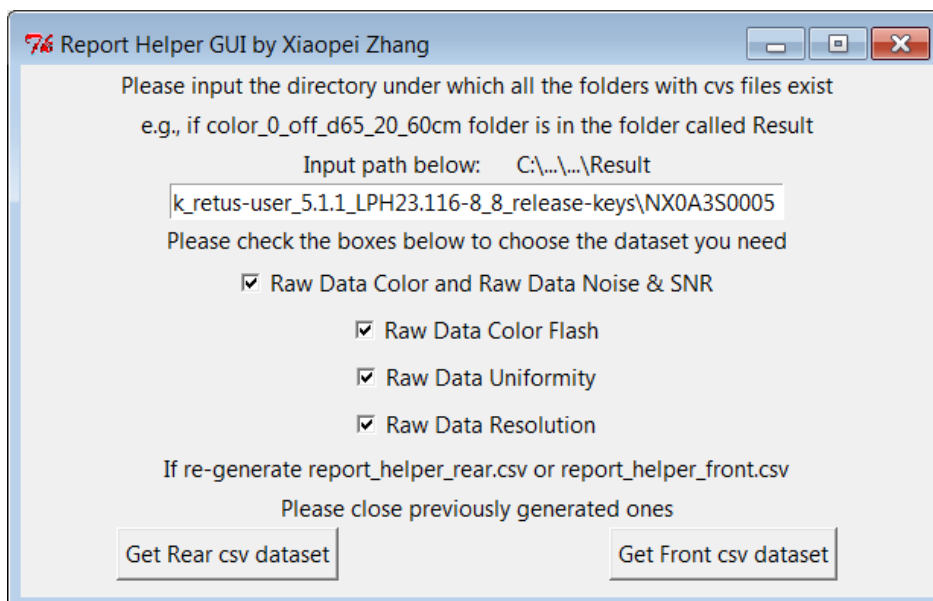 Report Helper GUI by Xiaopei Zhang
Please input the directory under which all the folders with cvs files exist
e.g., if color_0_off_d65_20_60cm folder is in the folder called Result
Input path below: C:\...\...\Result
k_retus-user_5.1.1_LPH23.116-8_8_release-keys\NX0A3S0005
Please check the boxes below to choose the dataset you need
Raw Data Color and Raw Data Noise & SNR
Raw Data Color Flash
Raw Data Uniformity
Raw Data Resolution
If re-generate report_helper_rear.csv or report_helper_front.csv
Please close previously generated ones
Get Rear csv dataset
Get Front csv dataset